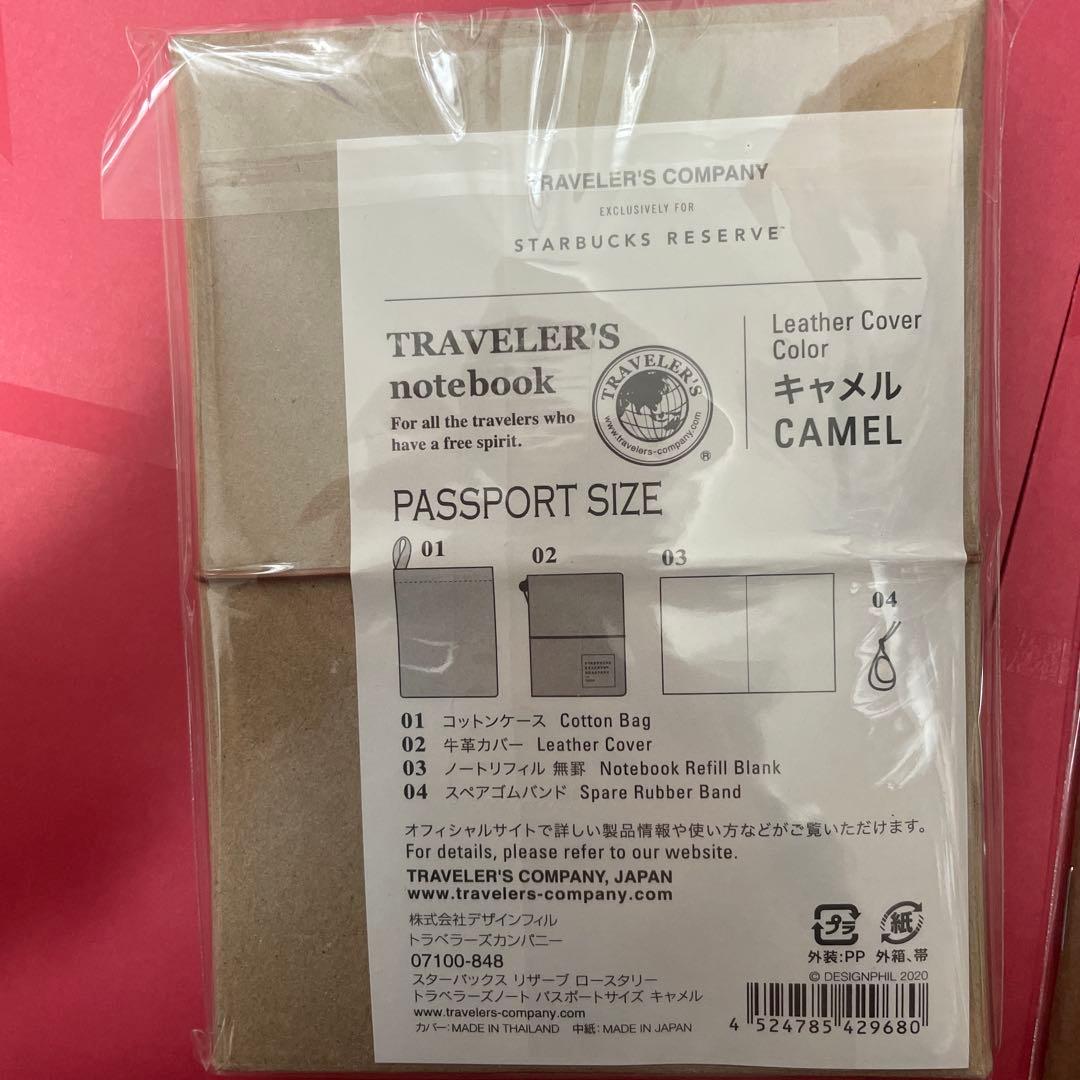 TRAVELER'S COMPANY
EXCLUSIVELY FOR
STARBUCKS RESERVE™
TRAVELER'S
notebook
For all the travelers who
have a free spirit.
TRAVELER'S
www.travelers-company.com
®
Leather Cover
Color
キャメル
CAMEL
PASSPORT SIZE
01
02
03
04
STARBUCKS
RESERVE
ROASTERY
01 コットンケース Cotton Bag
02 牛革カバー Leather Cover
03 ノートリフィル 無罫 Notebook Refill Blank
04 スペアゴムバンド Spare Rubber Band
オフィシャルサイトで詳しい製品情報や使い方などがご覧いただけます。
For details, please refer to our website.
TRAVELER'S COMPANY, JAPAN
www.travelers-company.com
株式会社デザインフィル
トラベラーズカンパニー
07100-848
スターバックス リザーブ ロースタリー
トラベラーズノート パスポートサイズ キャメル
www.travelers-company.com
カバー:MADE IN THAILAND 中紙:MADE IN JAPAN
プラ
紙
外装:PP 外箱、帯
© DESIGNPHIL 2020
4 524785 429680